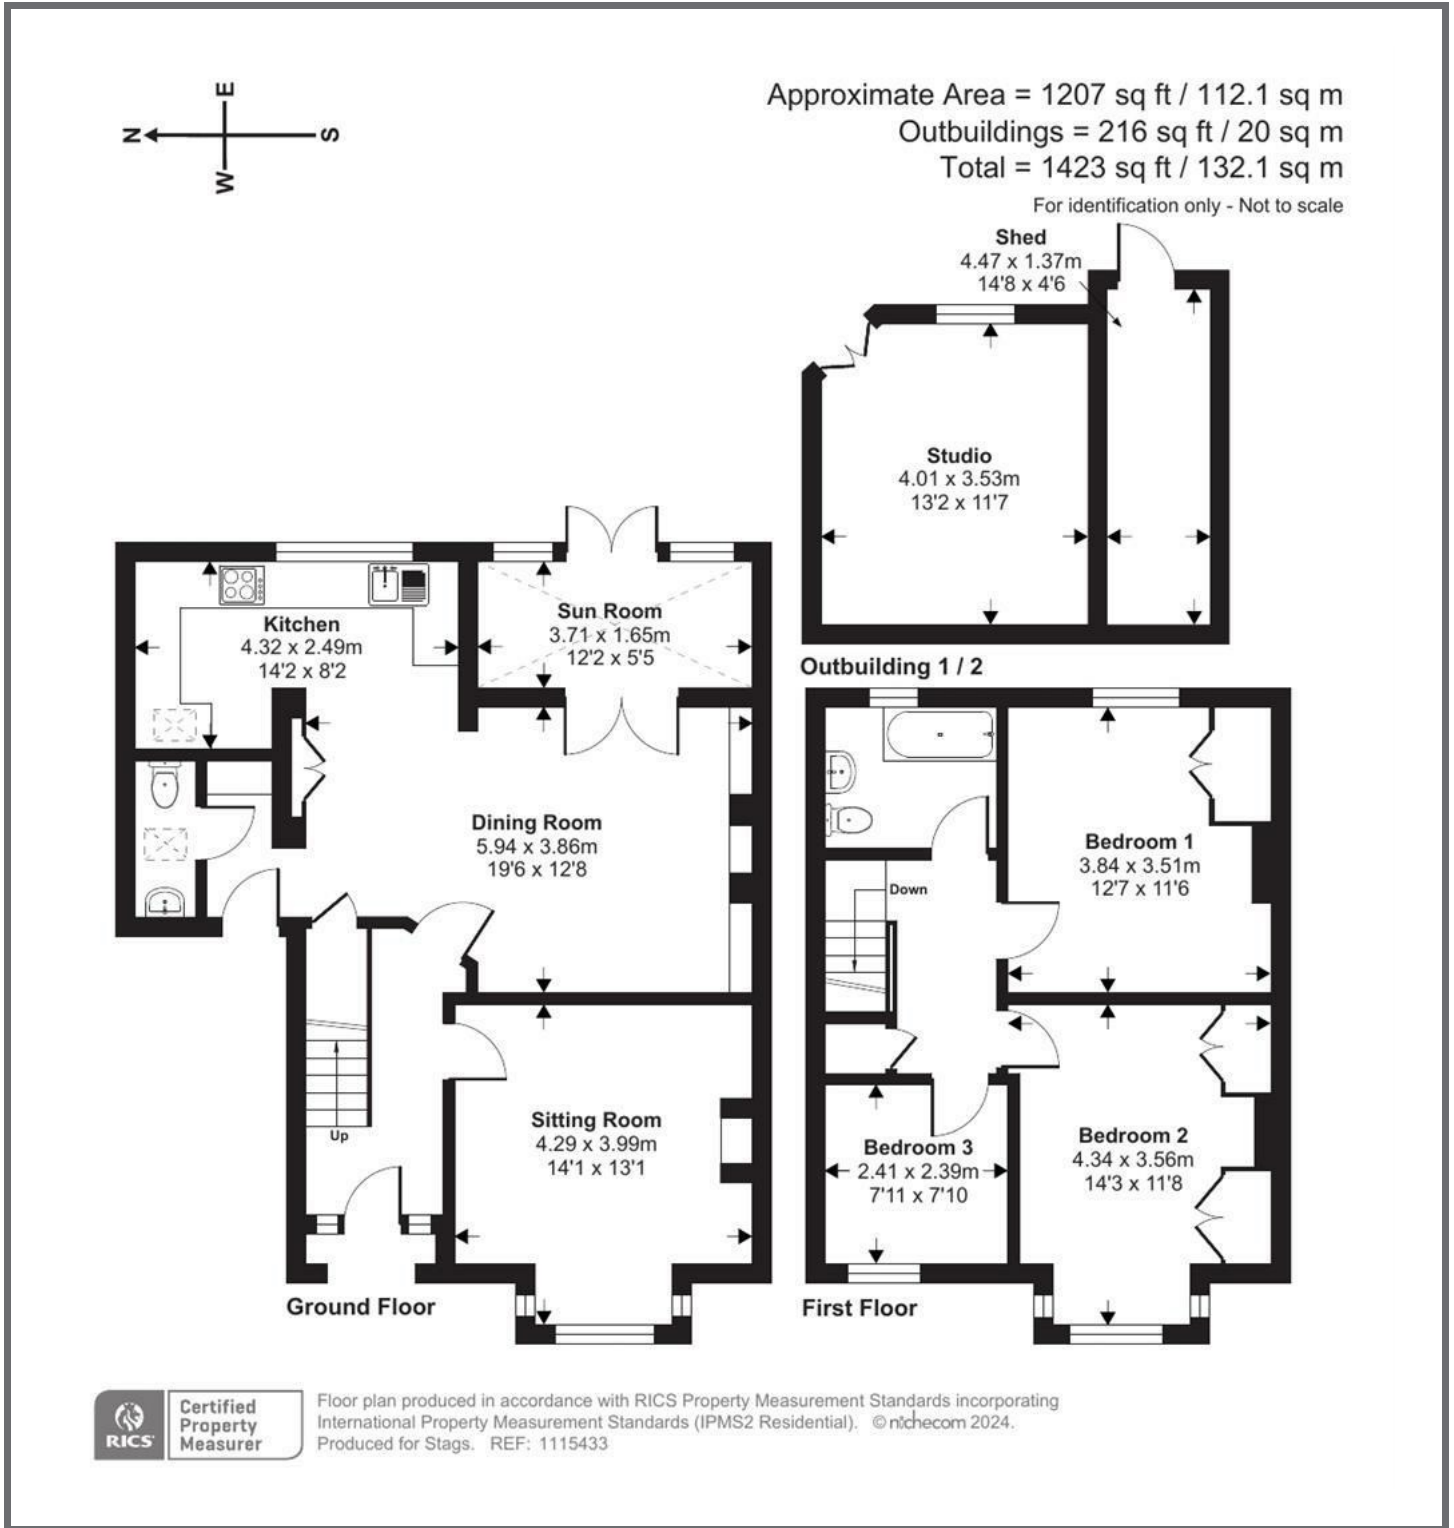 Approximate Area = 1207 sq ft / 112.1 sq m
Outbuildings = 216 sq ft / 20 sq m
Total = 1423 sq ft / 132.1 sq m
For identification only - Not to scale
E
N
S
W
Shed
4.47 x 1.37m
14'8 x 4'6
Studio
4.01 x 3.53m
13'2 x 11'7
Outbuilding 1 / 2
Kitchen
4.32 x 2.49m
14'2 x 8'2
Sun Room
3.71 x 1.65m
12'2 x 5'5
Dining Room
5.94 x 3.86m
19'6 x 12'8
Sitting Room
4.29 x 3.99m
14'1 x 13'1
Up
Ground Floor
Bedroom 1
3.84 x 3.51m
12'7 x 11'6
Down
Bedroom 2
4.34 x 3.56m
14'3 x 11'8
Bedroom 3
2.41 x 2.39m
7'11 x 7'10
First Floor
RICS
Certified
Property
Measurer
Floor plan produced in accordance with RICS Property Measurement Standards incorporating
International Property Measurement Standards (IPMS2 Residential). © nichecom 2024.
Produced for Stags. REF: 1115433